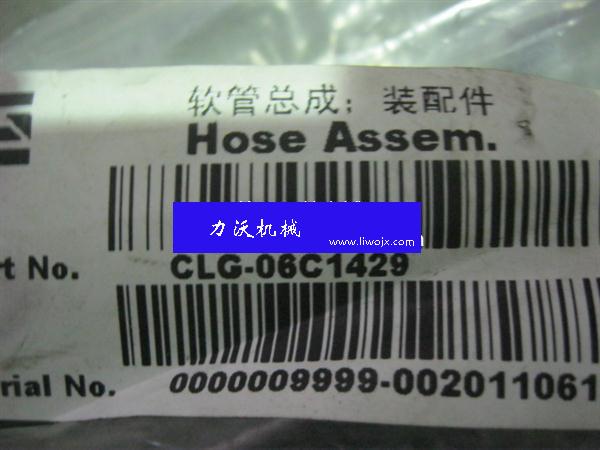 软管总成；装配件
Hose Assem.
力沃机械
www.liwojx.com
rt No. CLG-06C1429
rial No. 0000009999-002011061